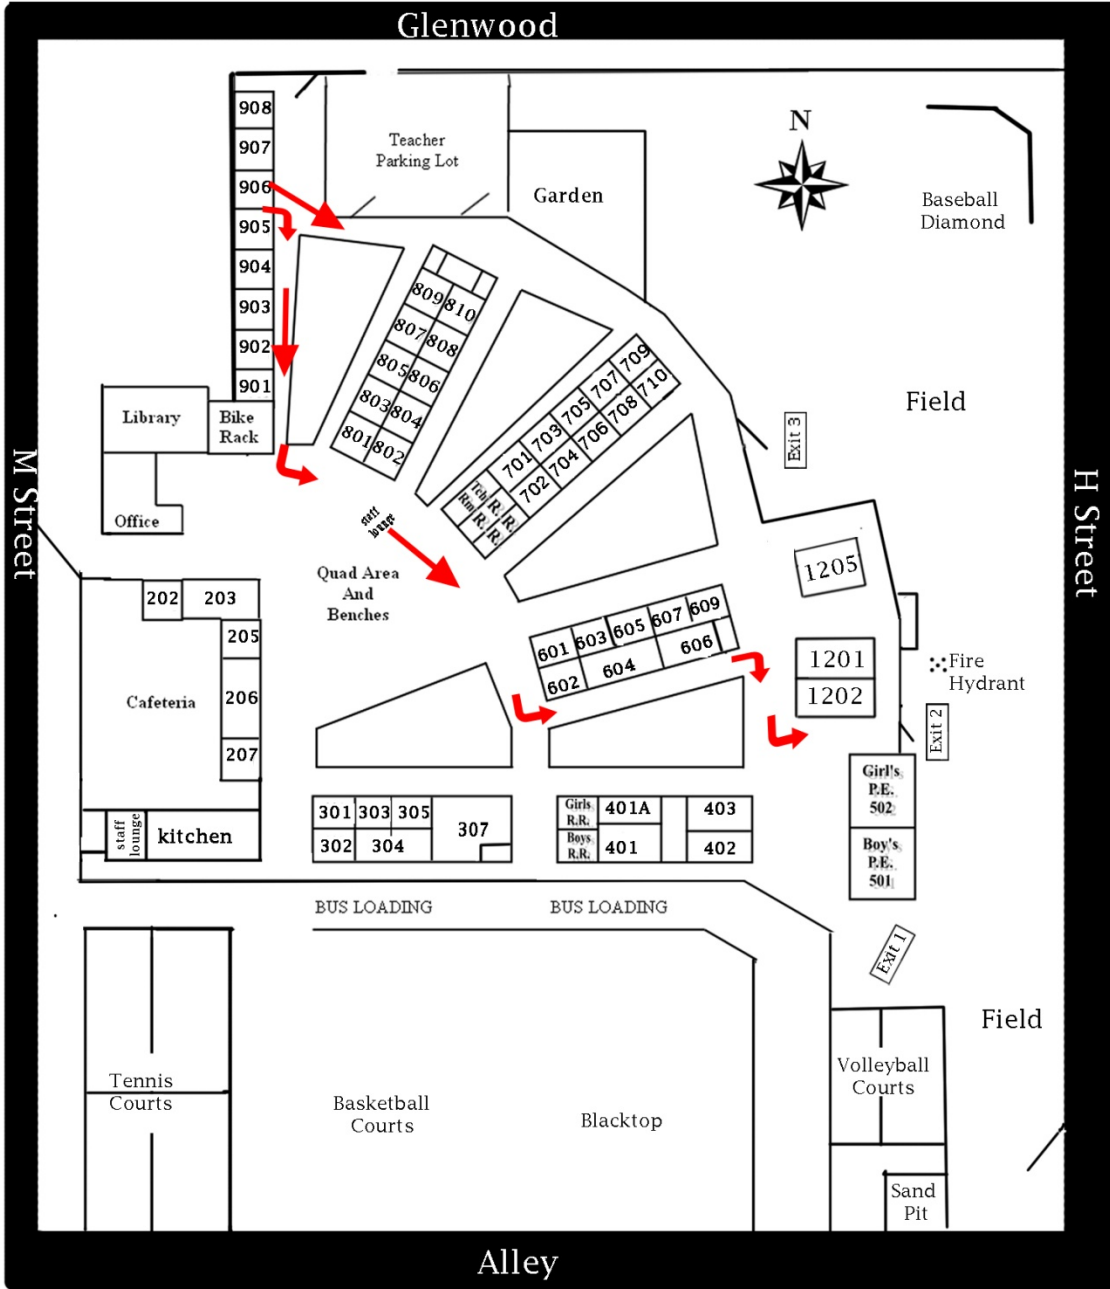 Glenwood
908
907
906
905
904
903
902
901
Teacher
Parking Lot
Garden
N
Baseball
Diamond
Field
Library
Bike
Rack
Office
M Street
H Street
809
810
807
808
805
806
803
804
801
802
709
710
707
708
705
706
703
704
701
702
Tch
Rm
R.
R.
R.
R.
staff
lounge
Exit 3
1205
Quad Area
And
Benches
202
203
205
206
207
Cafeteria
staff
lounge
kitchen
601
603
605
607
609
602
604
606
1201
1202
Fire
Hydrant
Exit 2
Girl's
P.E.
502
Boy's
P.E.
501
301
303
305
307
302
304
Girls
R.R.
Boys
R.R.
401A
403
401
402
BUS LOADING
BUS LOADING
Exit 1
Field
Tennis
Courts
Basketball
Courts
Blacktop
Volleyball
Courts
Sand
Pit
Alley